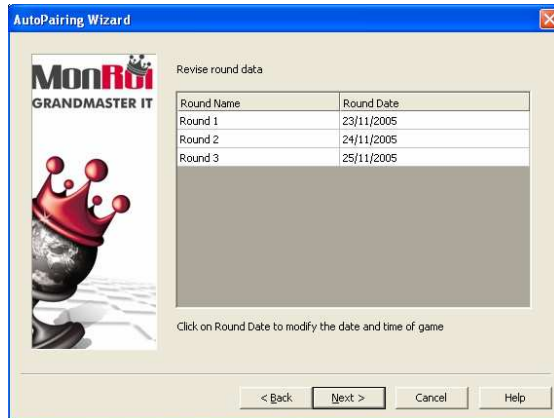 AutoPairing Wizard
MonRoi
GRANDMASTER IT
Revise round data
Round Name Round Date
Round 1 23/11/2005
Round 2 24/11/2005
Round 3 25/11/2005
Click on Round Date to modify the date and time of game
< Back Next > Cancel Help